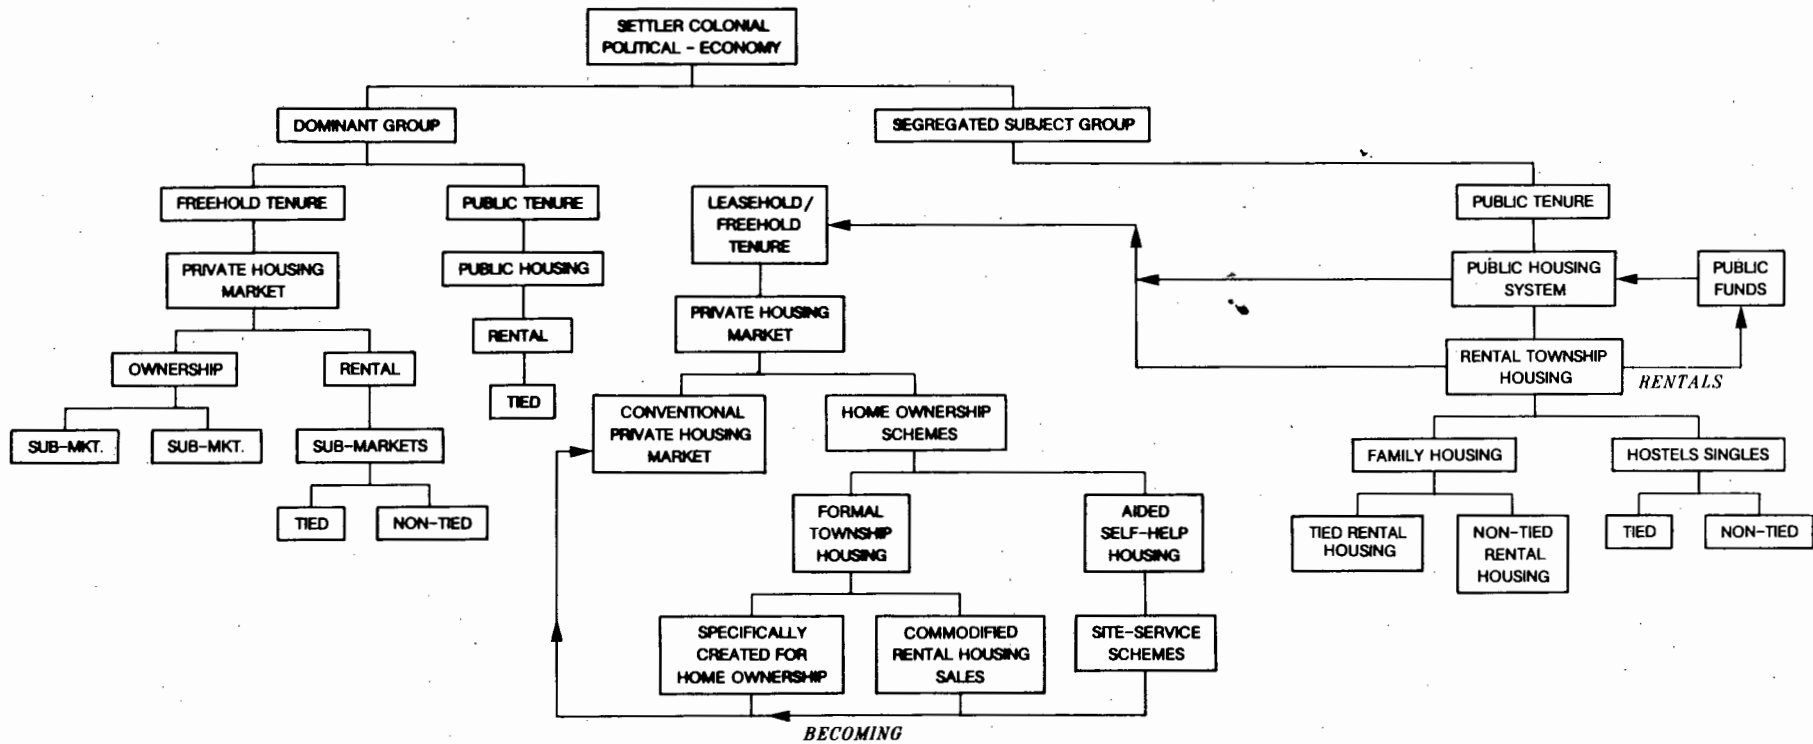 SETTLER COLONIAL
POLITICAL - ECONOMY
DOMINANT GROUP
SEGREGATED SUBJECT GROUP
FREEHOLD TENURE
PUBLIC TENURE
LEASEHOLD/
FREEHOLD
TENURE
PUBLIC TENURE
PRIVATE HOUSING
MARKET
PUBLIC HOUSING
PUBLIC HOUSING
SYSTEM
PUBLIC
FUNDS
RENTAL
PRIVATE HOUSING
MARKET
OWNERSHIP
RENTAL
TIED
RENTAL TOWNSHIP
HOUSING
RENTALS
CONVENTIONAL
PRIVATE HOUSING
MARKET
HOME OWNERSHIP
SCHEMES
SUB-MKT.
SUB-MKT.
SUB-MARKETS
FAMILY HOUSING
HOSTELS SINGLES
TIED
NON-TIED
FORMAL
TOWNSHIP
HOUSING
AIDED
SELF-HELP
HOUSING
TIED RENTAL
HOUSING
NON-TIED
RENTAL
HOUSING
TIED
NON-TIED
SPECIFICALLY
CREATED FOR
HOME OWNERSHIP
COMMODIFIED
RENTAL HOUSING
SALES
SITE-SERVICE
SCHEMES
BECOMING